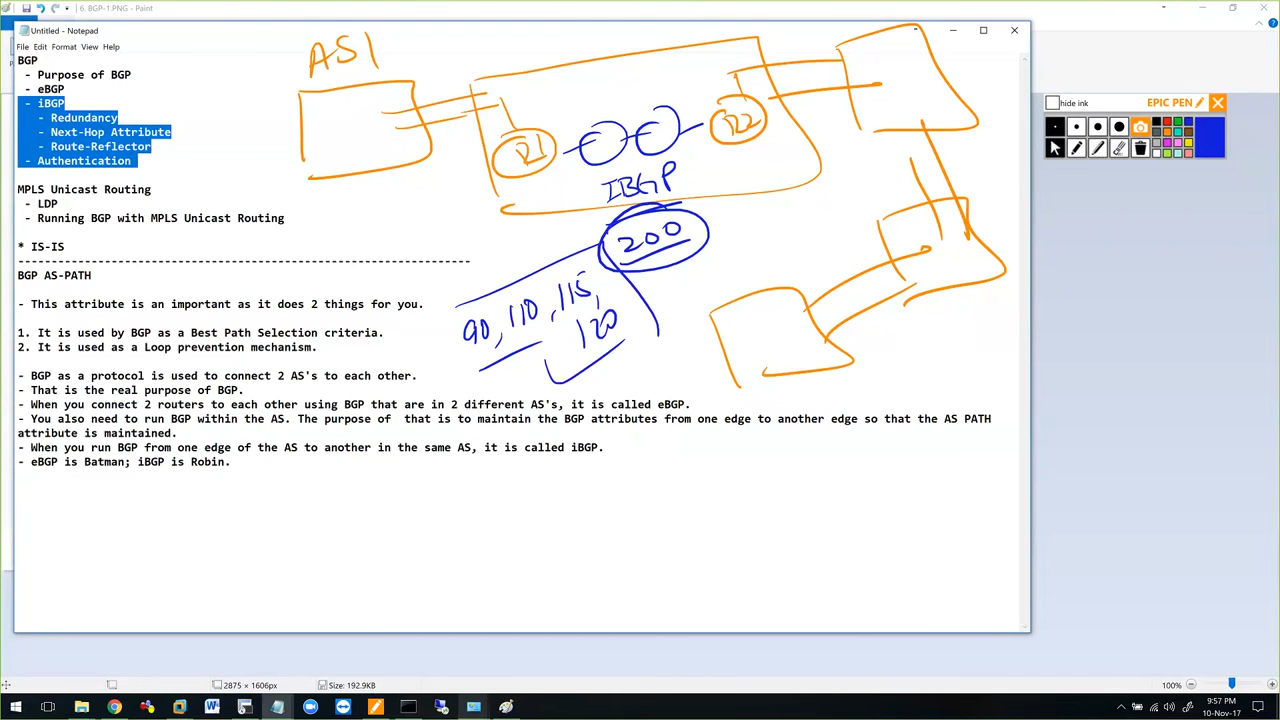 6. BGP-1.PNG - Paint
Untitled - Notepad
File Edit Format View Help
BGP
- Purpose of BGP
- eBGP
- iBGP
- Redundancy
- Next-Hop Attribute
- Route-Reflector
- Authentication
MPLS Unicast Routing
- LDP
- Running BGP with MPLS Unicast Routing
* IS-IS
--------------------------------------------------------------------
BGP AS-PATH
- This attribute is an important as it does 2 things for you.
1. It is used by BGP as a Best Path Selection criteria.
2. It is used as a Loop prevention mechanism.
- BGP as a protocol is used to connect 2 AS's to each other.
- That is the real purpose of BGP.
- When you connect 2 routers to each other using BGP that are in 2 different AS's, it is called eBGP.
- You also need to run BGP within the AS. The purpose of  that is to maintain the BGP attributes from one edge to another edge so that the AS PATH
attribute is maintained.
- When you run BGP from one edge of the AS to another in the same AS, it is called iBGP.
- eBGP is Batman; iBGP is Robin.
AS1
R1
R2
IBGP
200
90, 110, 115,
120
hide ink
EPIC PEN
2875 × 1606px
Size: 192.9KB
100%
9:57 PM
10-Nov-17